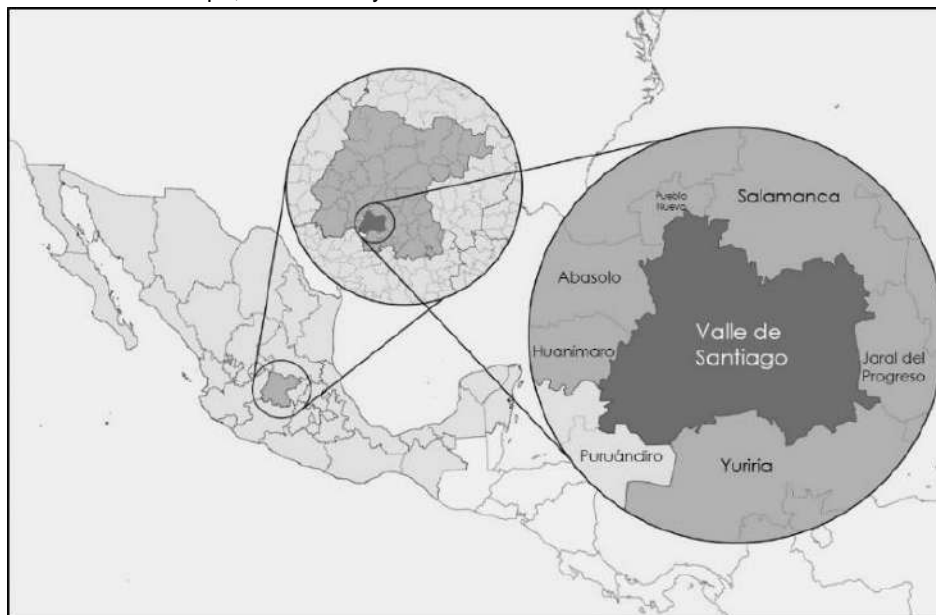 Pueblo
Nuevo
Salamanca
Abasolo
Valle de
Santiago
Huanímaro
Jaral del
Progreso
Puruándiro
Yuriria